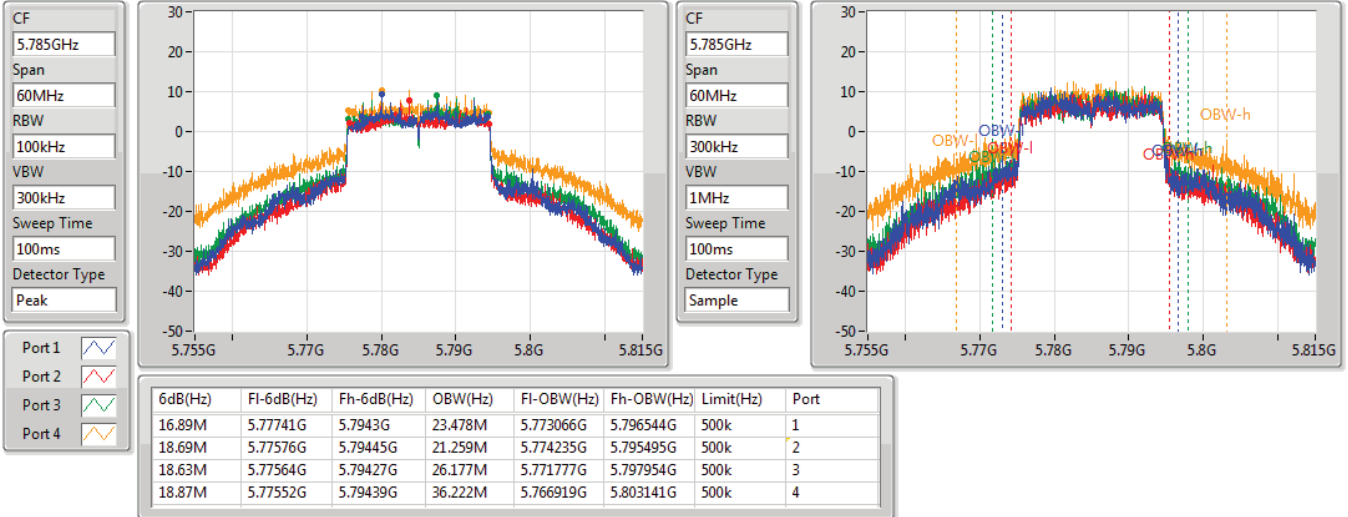 CF
5.785GHz
Span
60MHz
RBW
100kHz
VBW
300kHz
Sweep Time
100ms
Detector Type
Peak
30
20
10
0
-10
-20
-30
-40
-50
5.755G 5.77G 5.78G 5.79G 5.8G 5.815G
CF
5.785GHz
Span
60MHz
RBW
300kHz
VBW
1MHz
Sweep Time
100ms
Detector Type
Sample
30
20
10
0
-10
-20
-30
-40
-50
OBW-h
OBW-l
OBW-l
OBW-l
5.755G 5.77G 5.78G 5.79G 5.8G 5.815G
Port 1
Port 2
Port 3
Port 4
6dB(Hz) Fl-6dB(Hz) Fh-6dB(Hz) OBW(Hz) Fl-OBW(Hz) Fh-OBW(Hz) Limit(Hz) Port
16.89M 5.77741G 5.7943G 23.478M 5.773066G 5.796544G 500k 1
18.69M 5.77576G 5.79445G 21.259M 5.774235G 5.795495G 500k 2
18.63M 5.77564G 5.79427G 26.177M 5.771777G 5.797954G 500k 3
18.87M 5.77552G 5.79439G 36.222M 5.766919G 5.803141G 500k 4